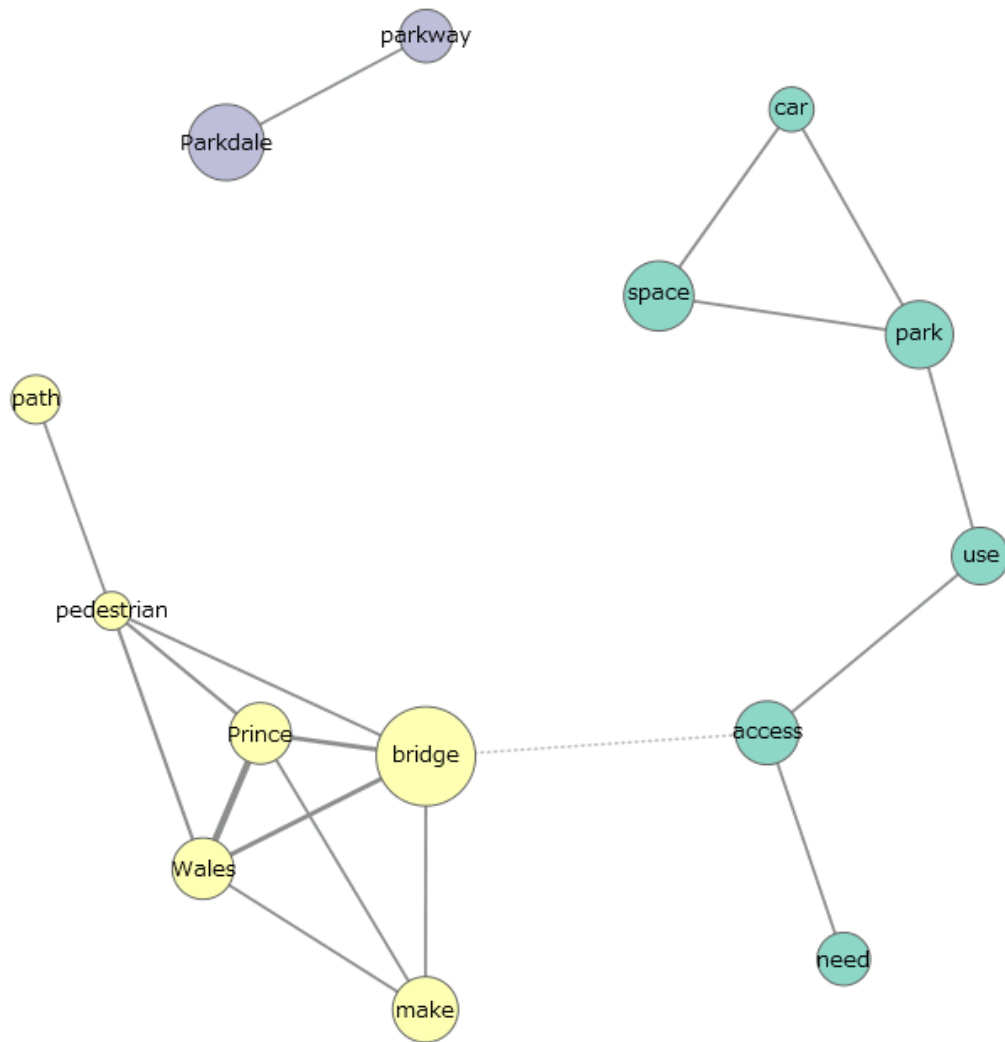 parkway
car
Parkdale
space
park
path
use
pedestrian
Prince
access
bridge
Wales
need
make